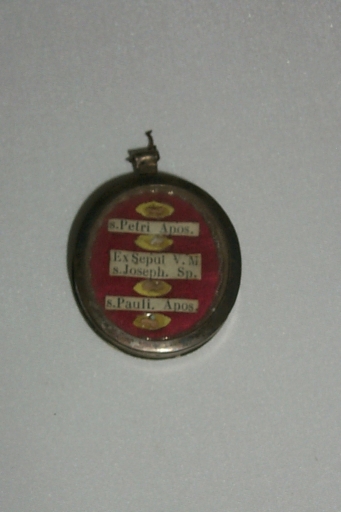 s.Petri Apos.
Ex Sepul V. M
s.Joseph. Sp.
s.Pauli. Apos.